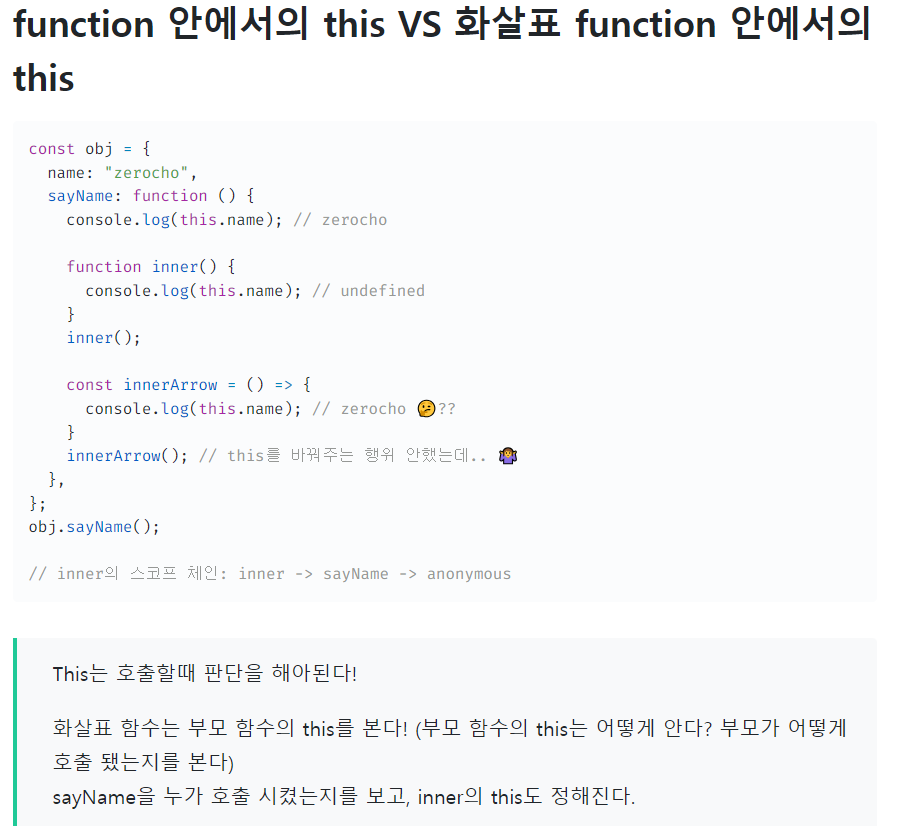 function 안에서의 this VS 화살표 function 안에서의
this
const obj = {
  name: "zerocho",
  sayName: function () {
    console.log(this.name); // zerocho

    function inner() {
      console.log(this.name); // undefined
    }
    inner();

    const innerArrow = () => {
      console.log(this.name); // zerocho 🤔??
    }
    innerArrow(); // this를 바꿔주는 행위 안했는데.. 🤷‍♀️
  },
};
obj.sayName();

// inner의 스코프 체인: inner -> sayName -> anonymous
This는 호출할때 판단을 해아된다!
화살표 함수는 부모 함수의 this를 본다! (부모 함수의 this는 어떻게 안다? 부모가 어떻게
호출 됐는지를 본다)
sayName을 누가 호출 시켰는지를 보고, inner의 this도 정해진다.